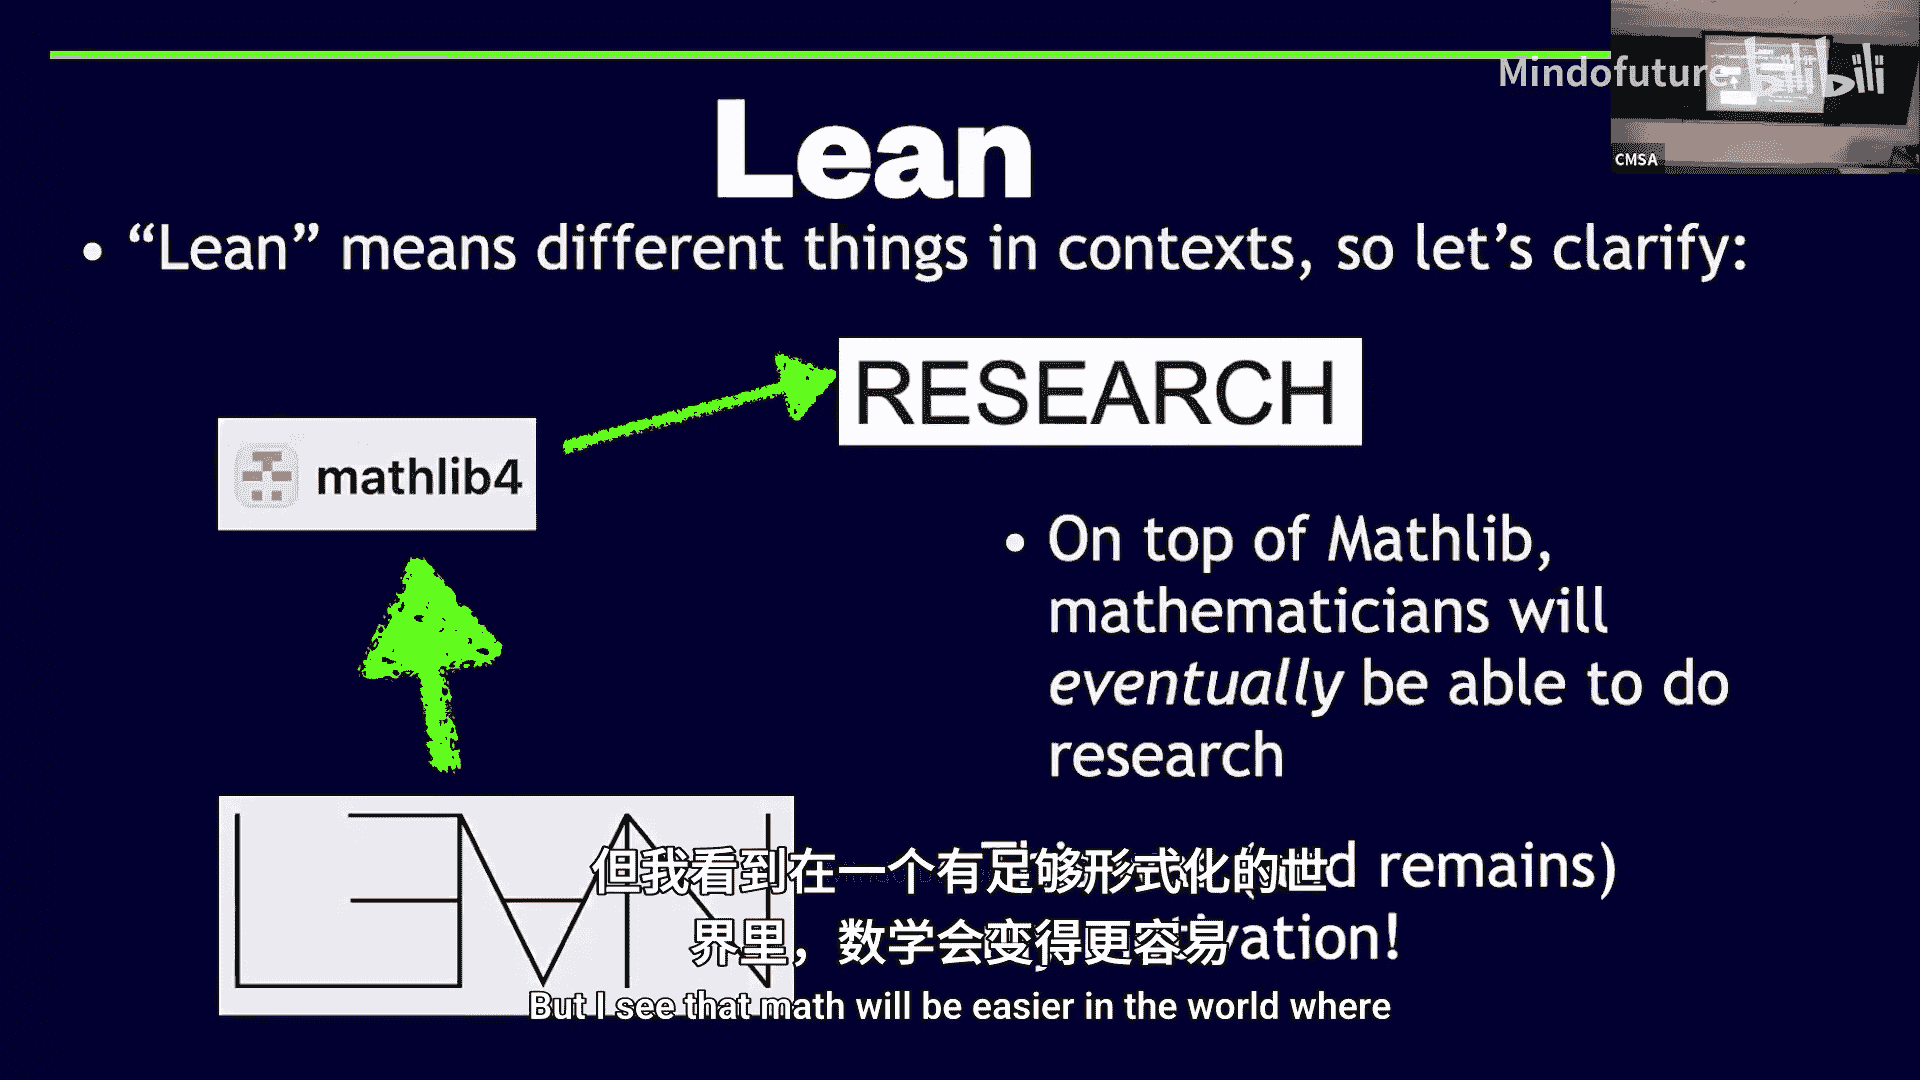 Mindofuture
bilibili
CMSA
Lean
• “Lean” means different things in contexts, so let’s clarify:
RESEARCH
mathlib4
• On top of Mathlib,
mathematicians will
eventually be able to do
research
LEAN
remains)
但我看到在一个有足够形式化的世
界里，数学会变得更容易
But I see that math will be easier in the world where